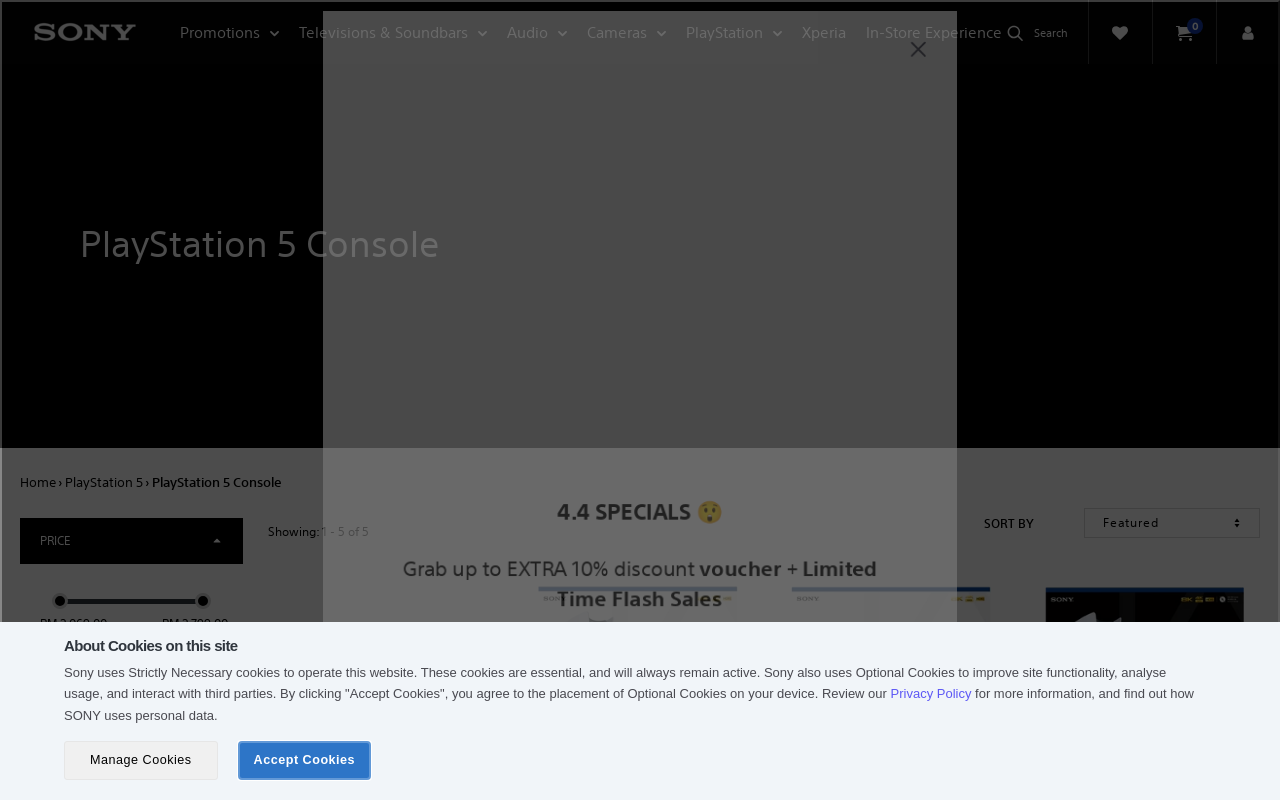 SONY
Promotions
Televisions & Soundbars
Audio
Cameras
PlayStation
Xperia
In-Store Experience
Search
0
PlayStation 5 Console
Home › PlayStation 5 › PlayStation 5 Console
PRICE
Showing: 1 - 5 of 5
SORT BY
Featured
4.4 SPECIALS 😲
Grab up to EXTRA 10% discount voucher + Limited
Time Flash Sales
SONY
SONY
SONY
About Cookies on this site
Sony uses Strictly Necessary cookies to operate this website. These cookies are essential, and will always remain active. Sony also uses Optional Cookies to improve site functionality, analyse
usage, and interact with third parties. By clicking "Accept Cookies", you agree to the placement of Optional Cookies on your device. Review our Privacy Policy for more information, and find out how
SONY uses personal data.
Manage Cookies
Accept Cookies